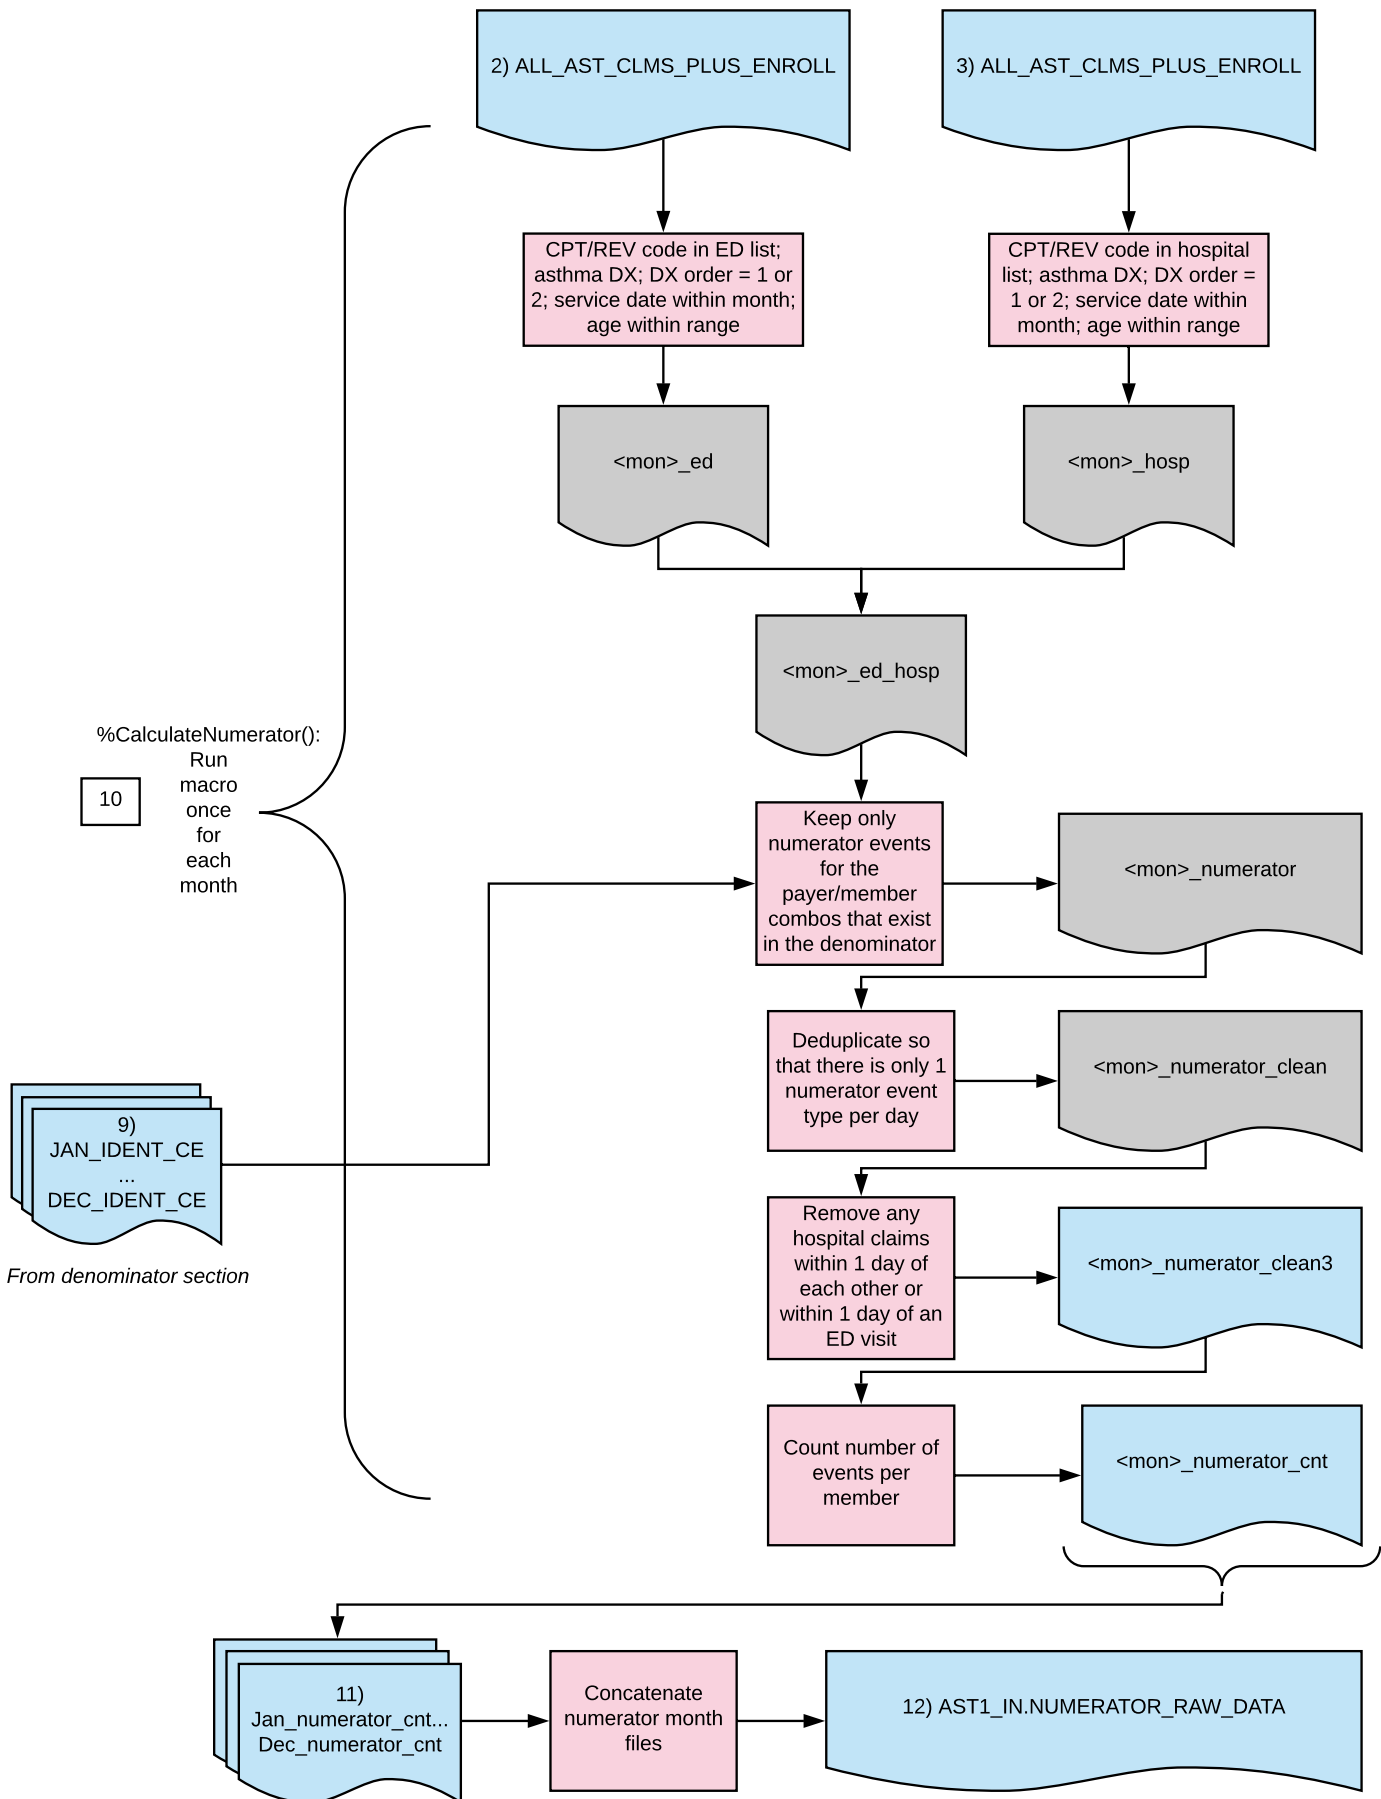 2) ALL_AST_CLMS_PLUS_ENROLL
3) ALL_AST_CLMS_PLUS_ENROLL
CPT/REV code in ED list;
asthma DX; DX order = 1 or
2; service date within month;
age within range
CPT/REV code in hospital
list; asthma DX; DX order =
1 or 2; service date within
month; age within range
<mon>_ed
<mon>_hosp
<mon>_ed_hosp
10
%CalculateNumerator():
Run
macro
once
for
each
month
Keep only
numerator events
for the
payer/member
combos that exist
in the denominator
<mon>_numerator
Deduplicate so
that there is only 1
numerator event
type per day
<mon>_numerator_clean
9)
JAN_IDENT_CE
...
DEC_IDENT_CE
From denominator section
Remove any
hospital claims
within 1 day of
each other or
within 1 day of an
ED visit
<mon>_numerator_clean3
Count number of
events per
member
<mon>_numerator_cnt
11)
Jan_numerator_cnt...
Dec_numerator_cnt
Concatenate
numerator month
files
12) AST1_IN.NUMERATOR_RAW_DATA